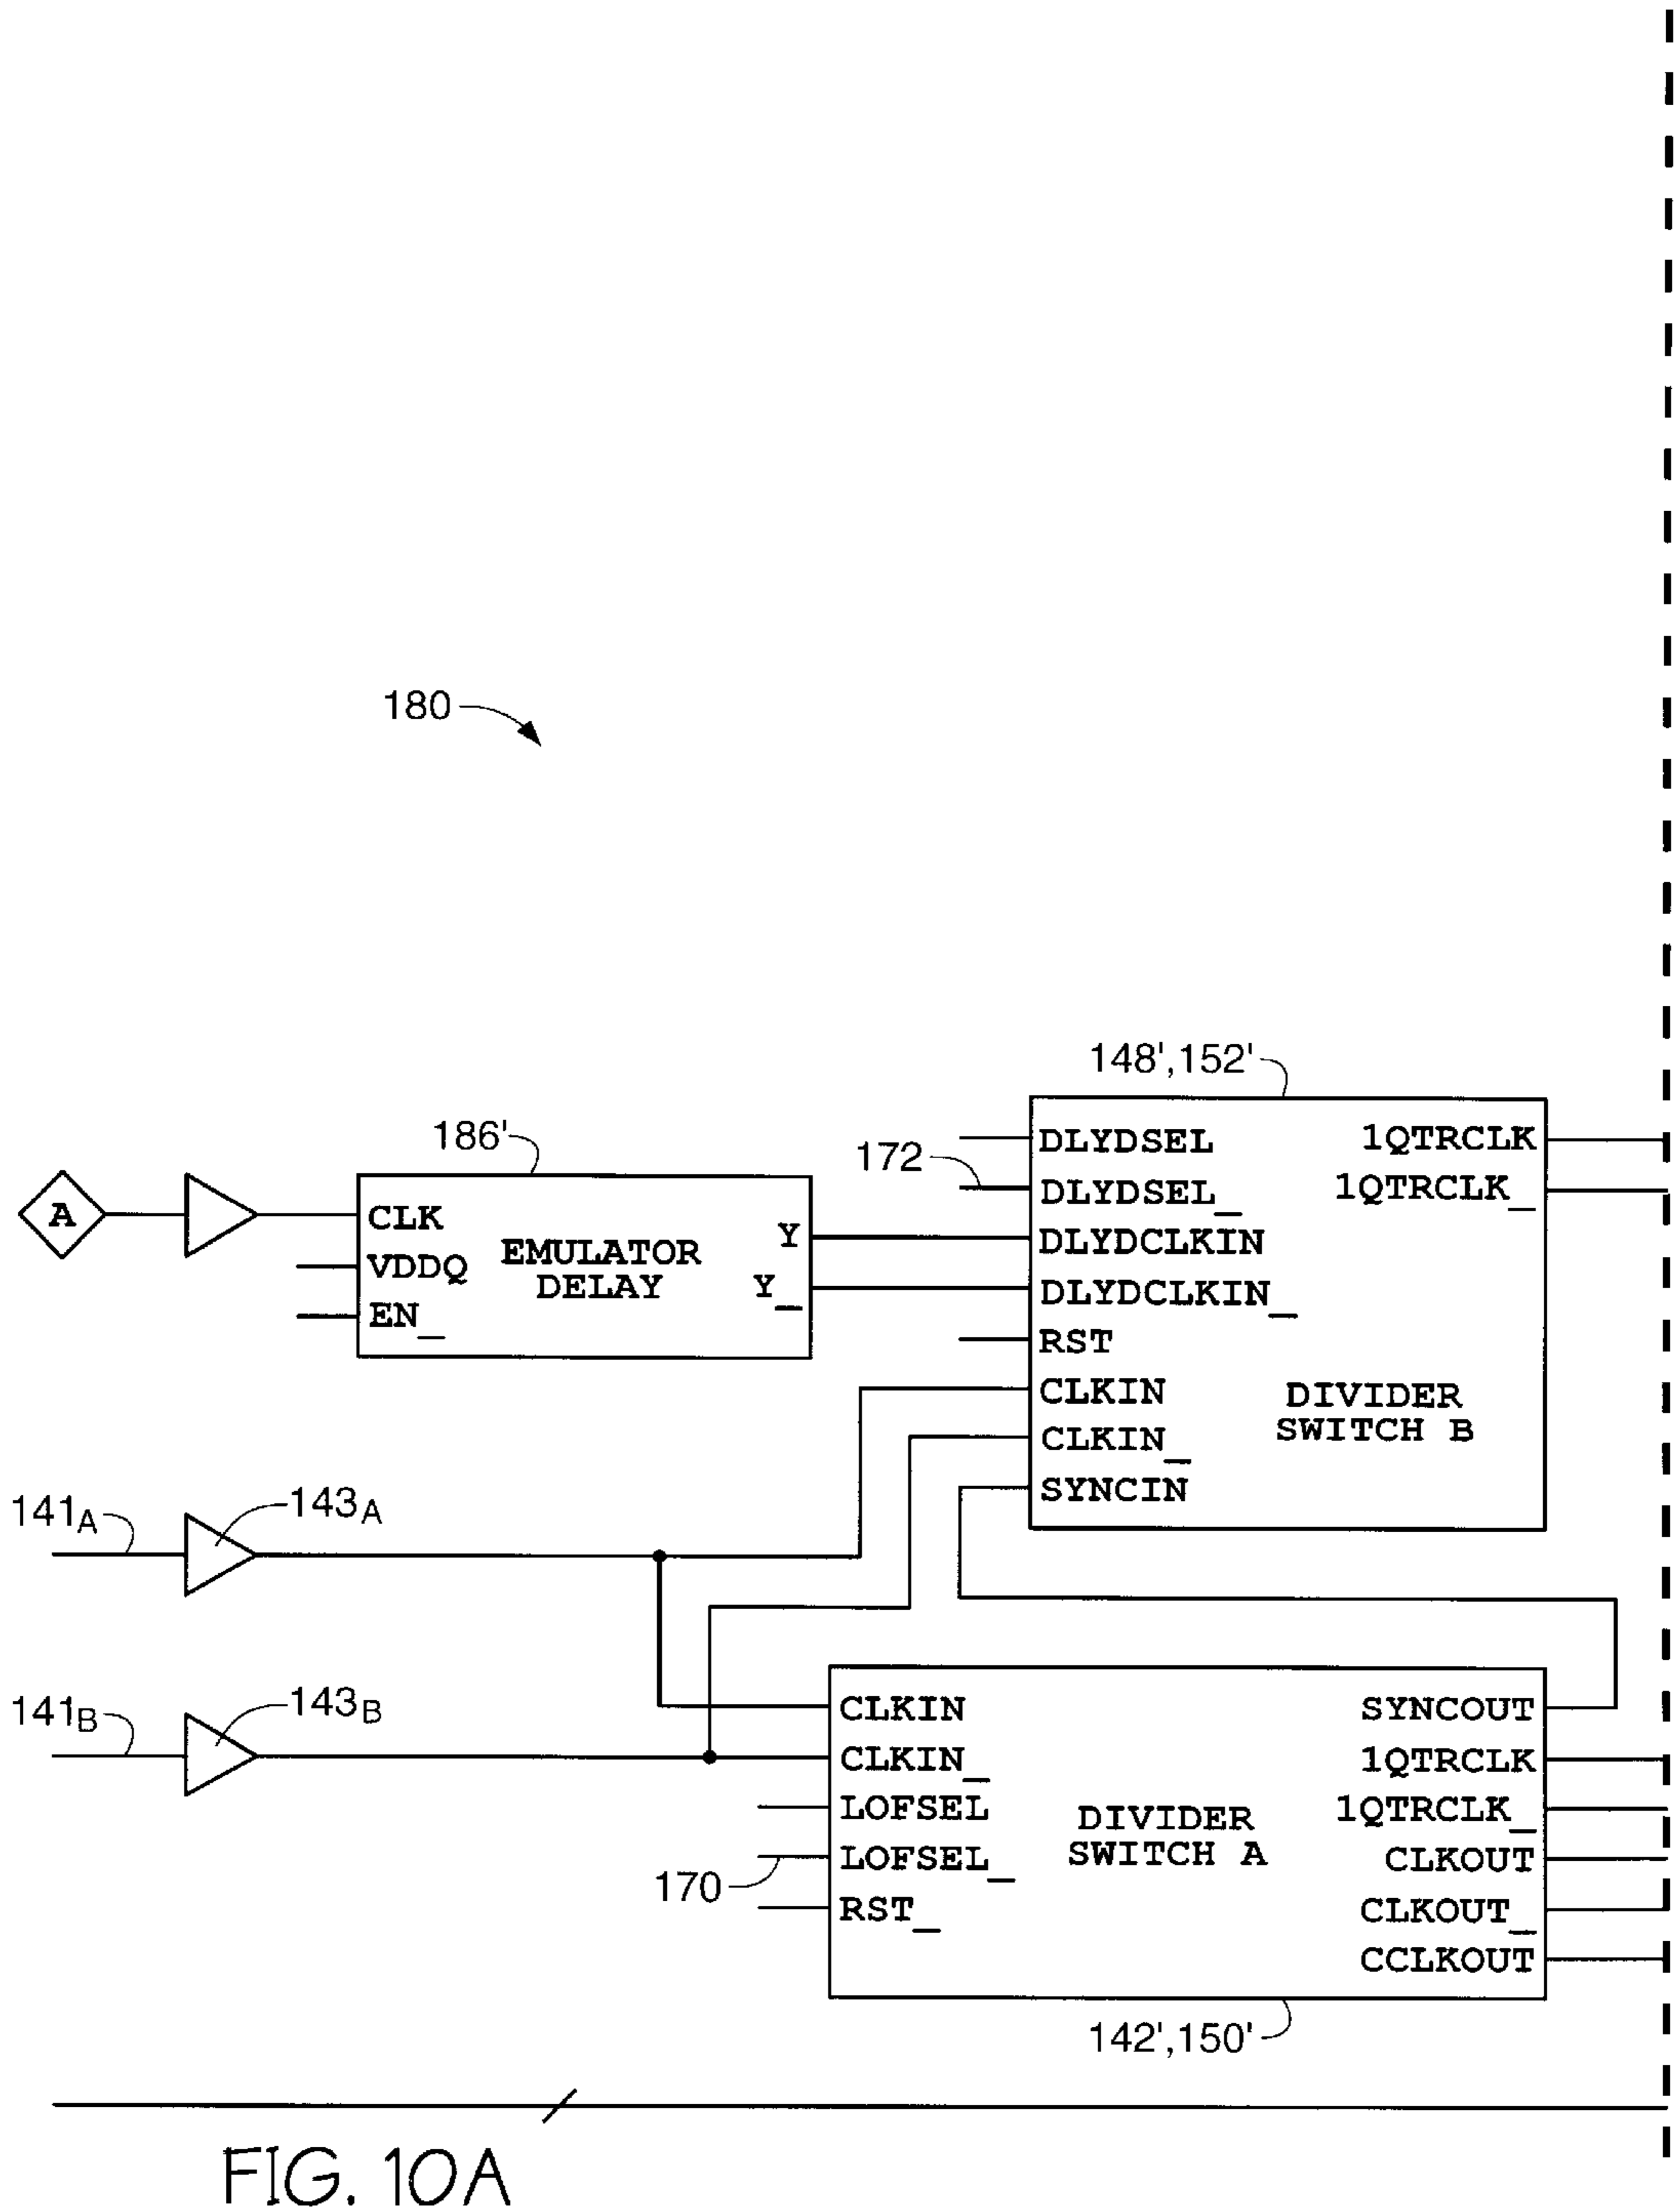 180
148',152'
186'
172
DLYDSEL
1QTRCLK
DLYDSEL_
1QTRCLK_
A
CLK
VDDQ
EN_
EMULATOR
DELAY
Y
Y_
DLYDCLKIN
DLYDCLKIN_
RST
CLKIN
CLKIN_
SYNCIN
DIVIDER
SWITCH B
141A
143A
141B
143B
CLKIN
CLKIN_
LOFSEL
LOFSEL_
RST_
170
DIVIDER
SWITCH A
SYNCOUT
1QTRCLK
1QTRCLK_
CLKOUT
CLKOUT_
CCLKOUT
142',150'
FIG. 10A